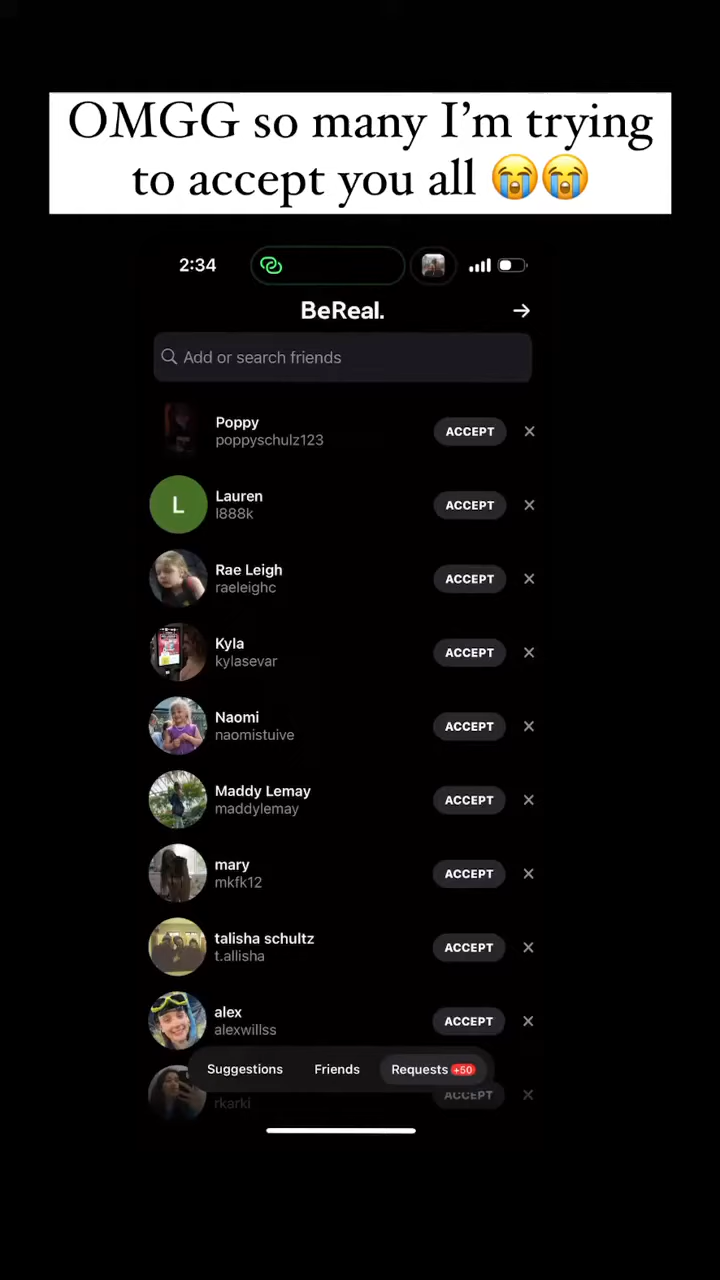 OMGG so many I'm trying
to accept you all 😭😭
2:34
BeReal.
Add or search friends
Poppy
poppyschulz123
ACCEPT
L
Lauren
l888k
ACCEPT
Rae Leigh
raeleighc
ACCEPT
Kyla
kylasevar
ACCEPT
Naomi
naomistuive
ACCEPT
Maddy Lemay
maddylemay
ACCEPT
mary
mkfk12
ACCEPT
talisha schultz
t.allisha
ACCEPT
alex
alexwillss
ACCEPT
Suggestions Friends Requests +50
rkarki
ACCEPT